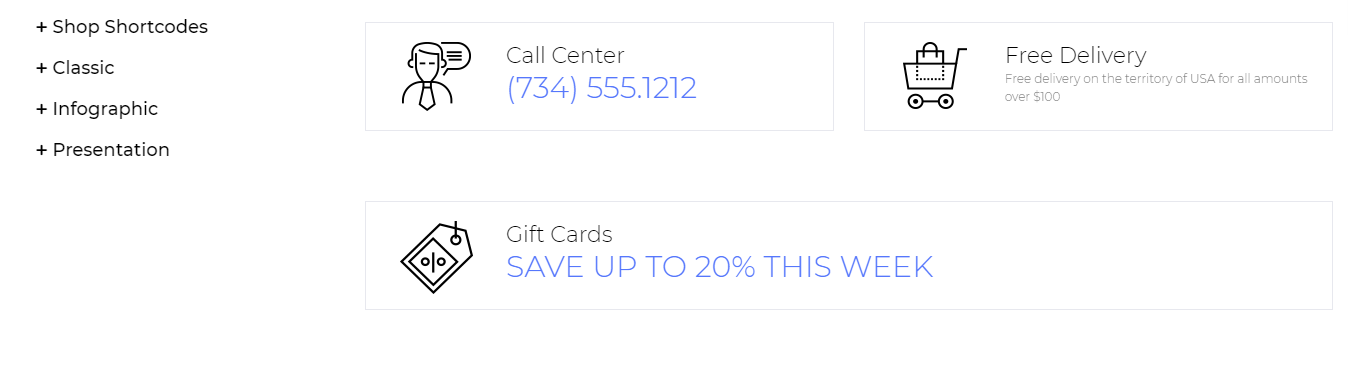 + Shop Shortcodes
+ Classic
+ Infographic
+ Presentation
Call Center
(734) 555.1212
Free Delivery
Free delivery on the territory of USA for all amounts
over $100
Gift Cards
SAVE UP TO 20% THIS WEEK